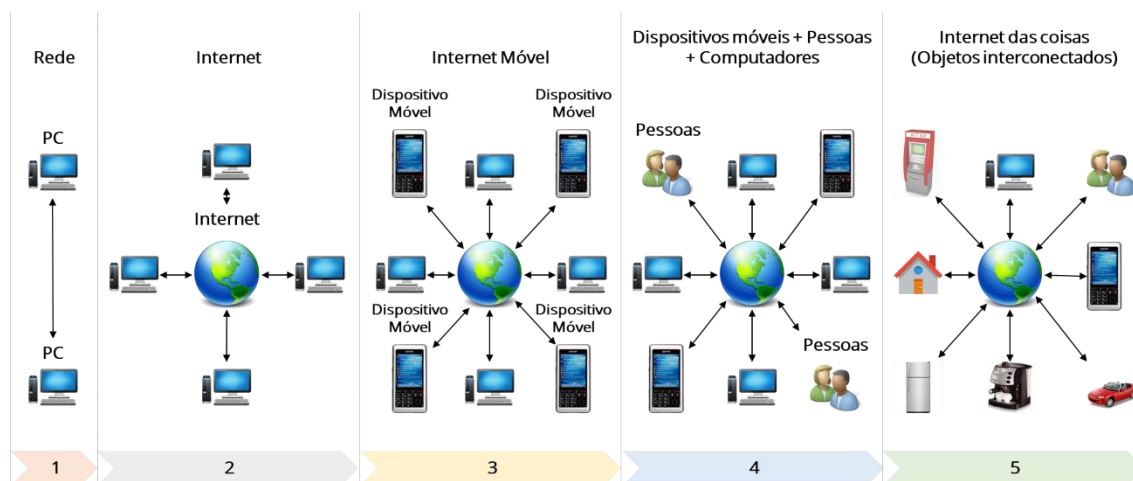 Rede
PC
PC
1
Internet
Internet
2
Internet Móvel
Dispositivo
Móvel
Dispositivo
Móvel
Dispositivo
Móvel
Dispositivo
Móvel
3
Dispositivos móveis + Pessoas
+ Computadores
Pessoas
Pessoas
4
Internet das coisas
(Objetos interconectados)
5